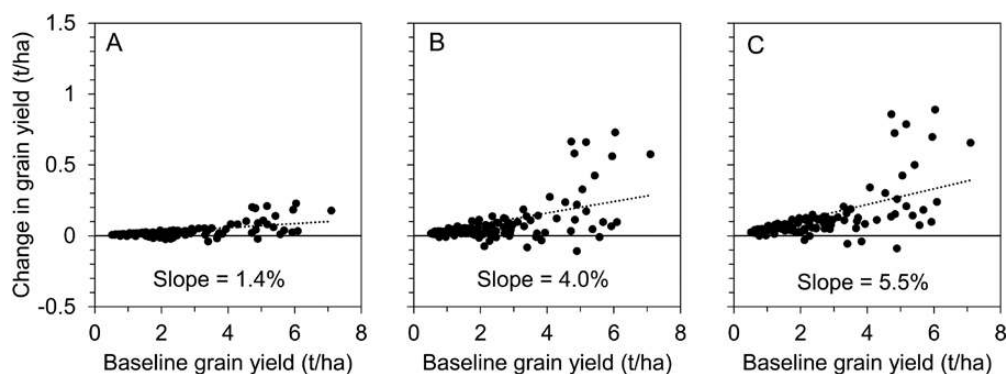 Change in grain yield (t/ha)
1.5
1
0.5
0
-0.5
A
Slope = 1.4%
0 2 4 6 8
Baseline grain yield (t/ha)
B
Slope = 4.0%
0 2 4 6 8
Baseline grain yield (t/ha)
C
Slope = 5.5%
0 2 4 6 8
Baseline grain yield (t/ha)